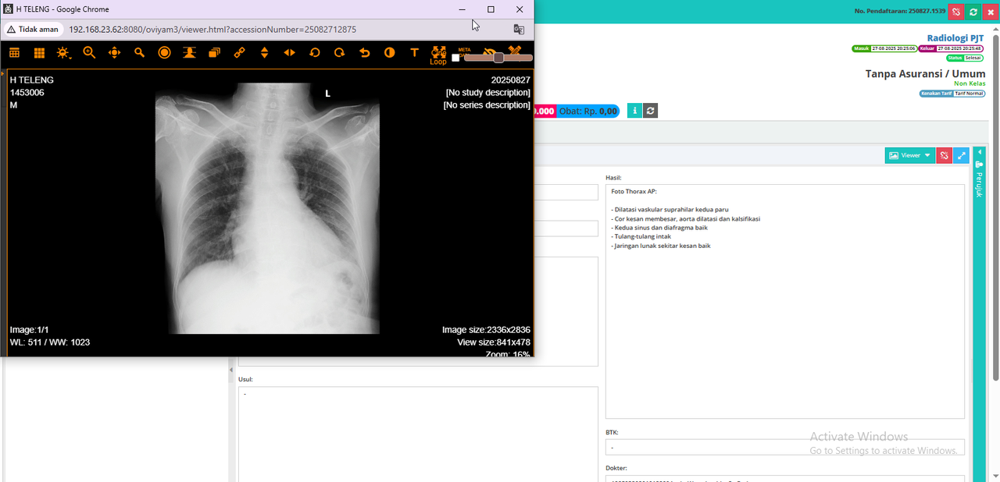 H TELENG - Google Chrome
Tidak aman
192.168.23.62:8080/oviyam3/viewer.html?accessionNumber=25082712875
No. Pendaftaran: 250827.1539
META
Loop
H TELENG
1453006
M
L
20250827
[No study description]
[No series description]
Image:1/1
WL: 511 / WW: 1023
Image size:2336x2836
View size:841x478
Zoom: 16%
Radiologi PJT
Masuk 27-08-2025 20:25:06 Keluar 27-08-2025 20:25:48
Status Selesai
Tanpa Asuransi / Umum
Non Kelas
Kenakan Tarif Tarif Normal
.000 Obat: Rp. 0,00
Viewer
Perujuk
Hasil:
Foto Thorax AP:
- Dilatasi vaskular suprahilar kedua paru
- Cor kesan membesar, aorta dilatasi dan kalsifikasi
- Kedua sinus dan diafragma baik
- Tulang-tulang intak
- Jaringan lunak sekitar kesan baik
Usul:
-
BTK:
-
Dokter:
Activate Windows
Go to Settings to activate Windows.